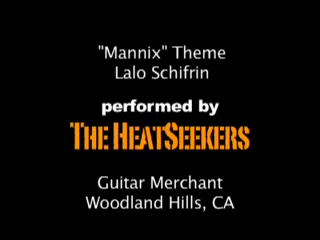 "Mannix" Theme
Lalo Schifrin
performed by
THE HEATSEEKERS
Guitar Merchant
Woodland Hills, CA